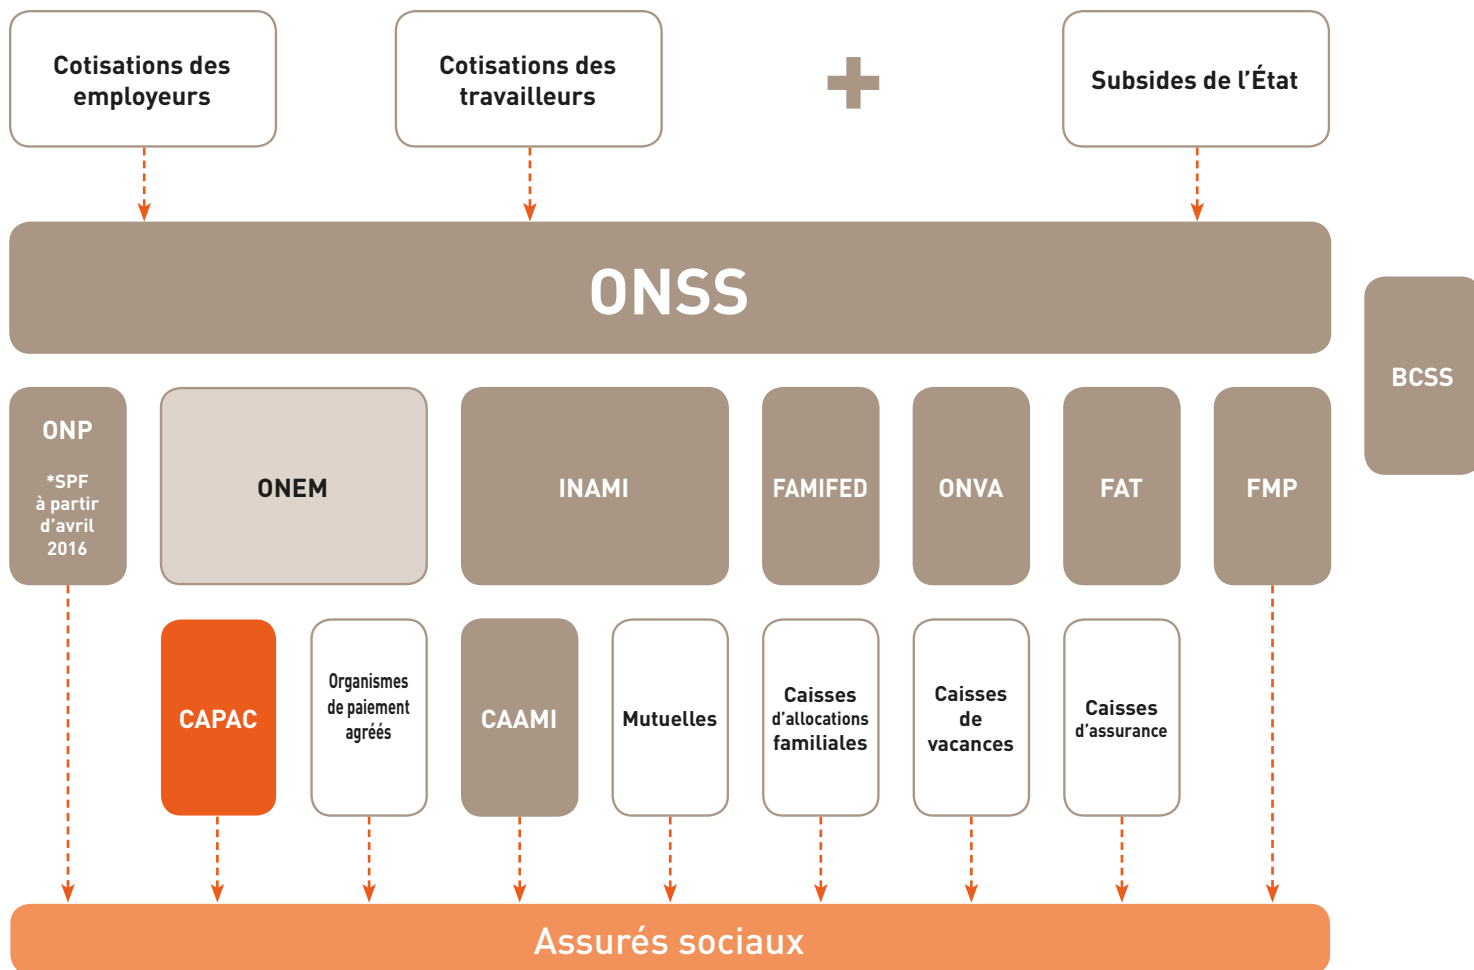 Cotisations des
employeurs
Cotisations des
travailleurs
+
Subsides de l'État
ONSS
BCSS
ONP
*SPF
à partir
d'avril
2016
ONEM
INAMI
FAMIFED
ONVA
FAT
FMP
CAPAC
Organismes
de paiement
agréés
CAAMI
Mutuelles
Caisses
d'allocations
familiales
Caisses
de
vacances
Caisses
d'assurance
Assurés sociaux